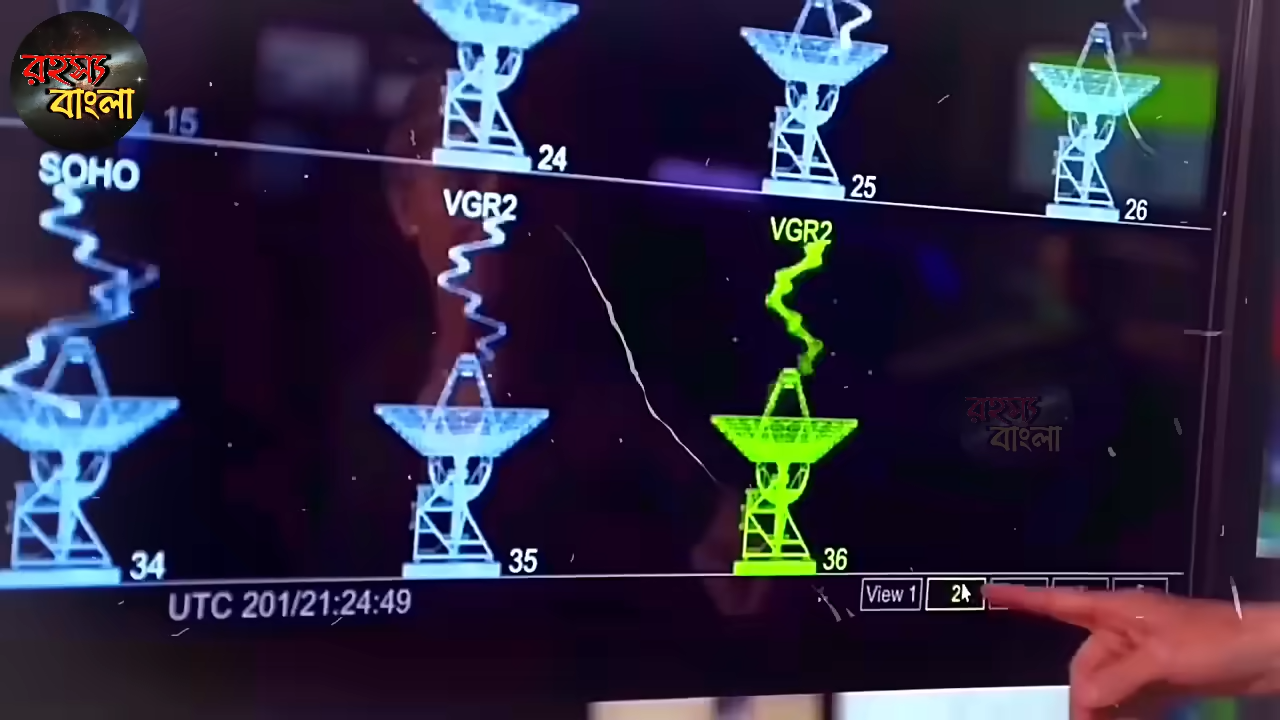 রহস্য
বাংলা
15
24
25
26
SOHO
VGR2
VGR2
রহস্য
বাংলা
34
35
36
UTC 201/21:24:49
View 1
2